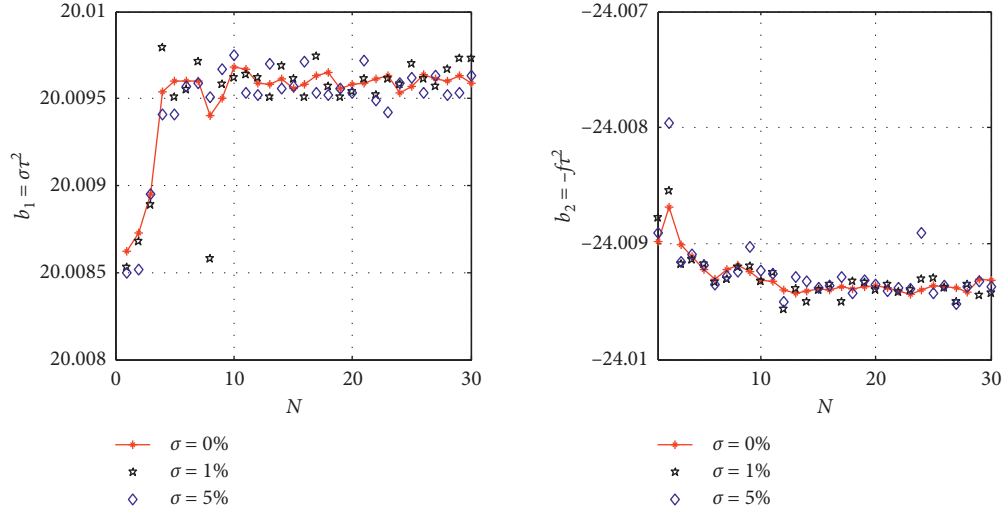 20.01
20.0095
20.009
20.0085
20.008
b₁ = στ²
0
10
20
30
N
σ = 0%
σ = 1%
σ = 5%
−24.007
−24.008
−24.009
−24.01
b₂ = −fτ²
10
20
30
N
σ = 0%
σ = 1%
σ = 5%